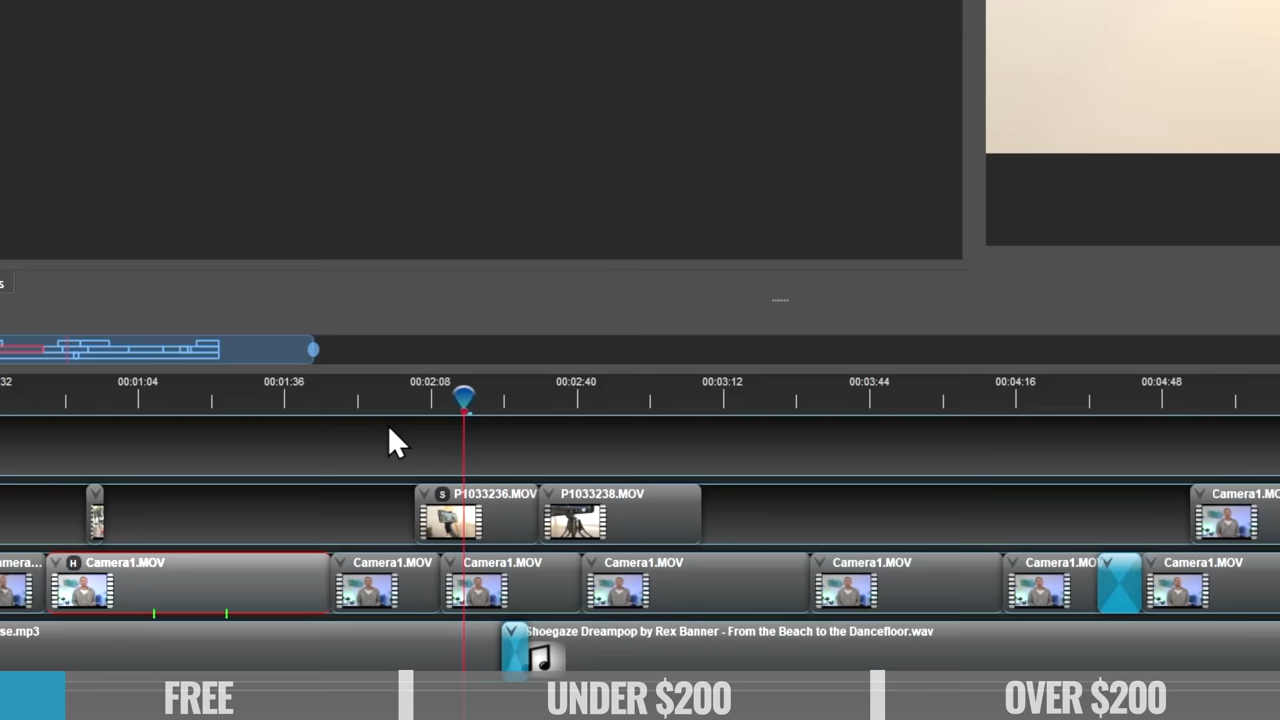 s
:32
00:01:04
00:01:36
00:02:08
00:02:40
00:03:12
00:03:44
00:04:16
00:04:48
S P1033236.MOV
P1033238.MOV
Camera1.MO
mera...
H Camera1.MOV
Camera1.MOV
Camera1.MOV
Camera1.MOV
Camera1.MOV
Camera1.MO
Camera1.MOV
se.mp3
Shoegaze Dreampop by Rex Banner - From the Beach to the Dancefloor.wav
FREE
UNDER $200
OVER $200